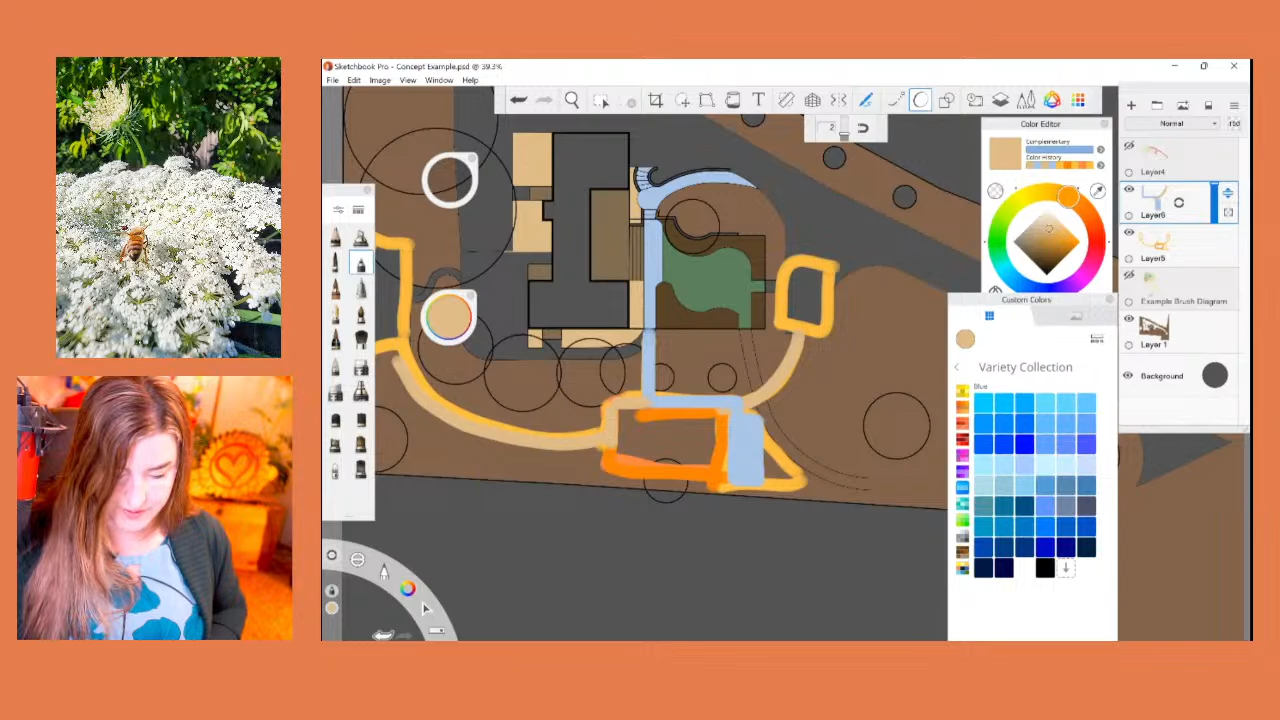 Sketchbook Pro - Concept Example.psd @ 39.3%
File Edit Image View Window Help
T
2
Color Editor
Complementary
Color History
Normal
Layer4
Layer6
Layer5
Example Brush Diagram
Layer 1
Background
Custom Colors
Variety Collection
Blue